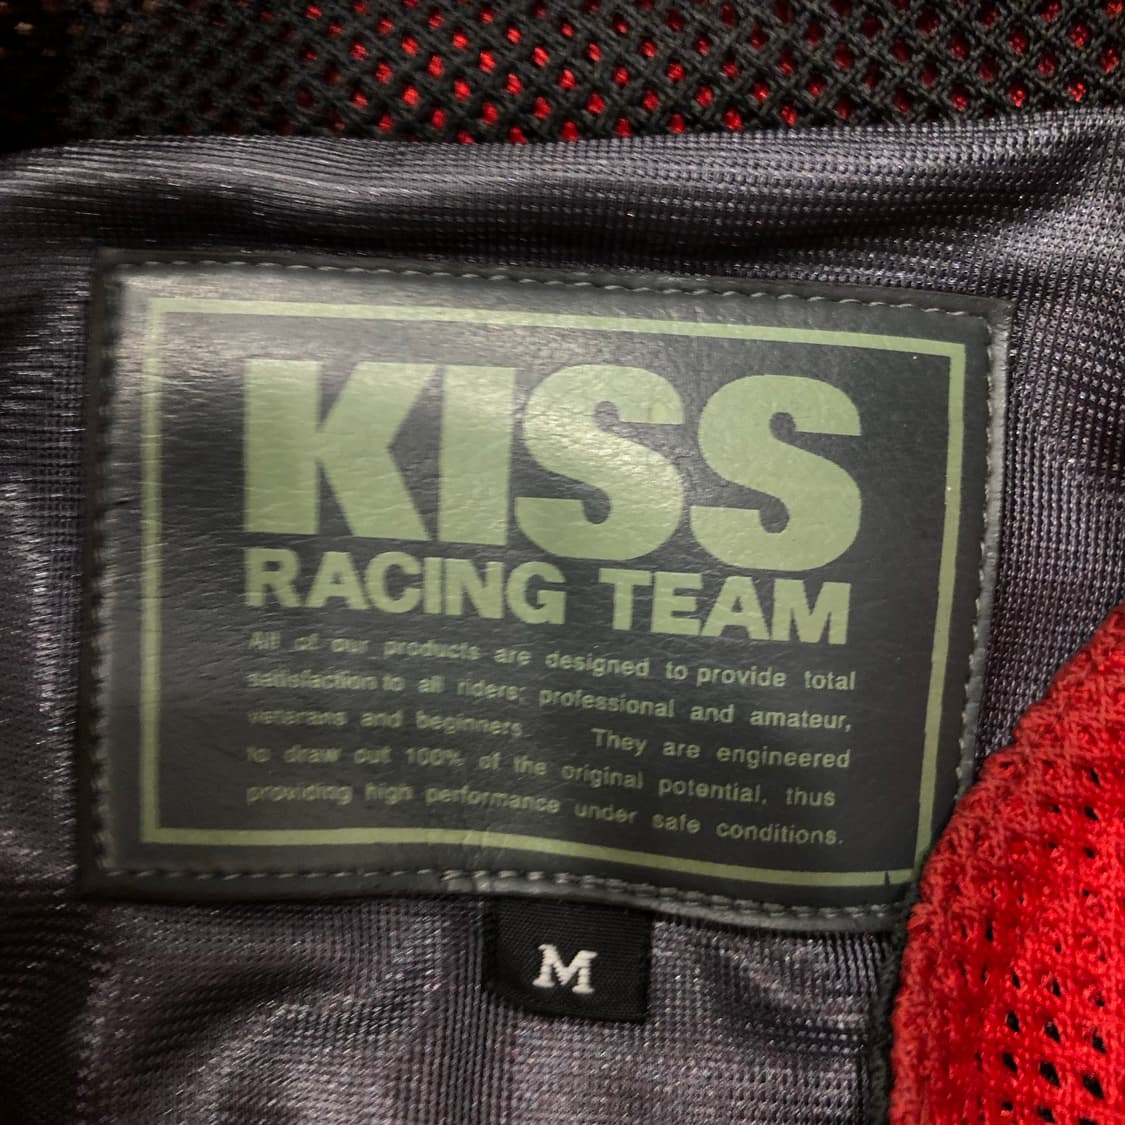 KISS
RACING TEAM
All of our products are designed to provide total
satisfaction to all riders; professional and amateur,
veterans and beginners. They are engineered
to draw out 100% of the original potential, thus
providing high performance under safe conditions.
M